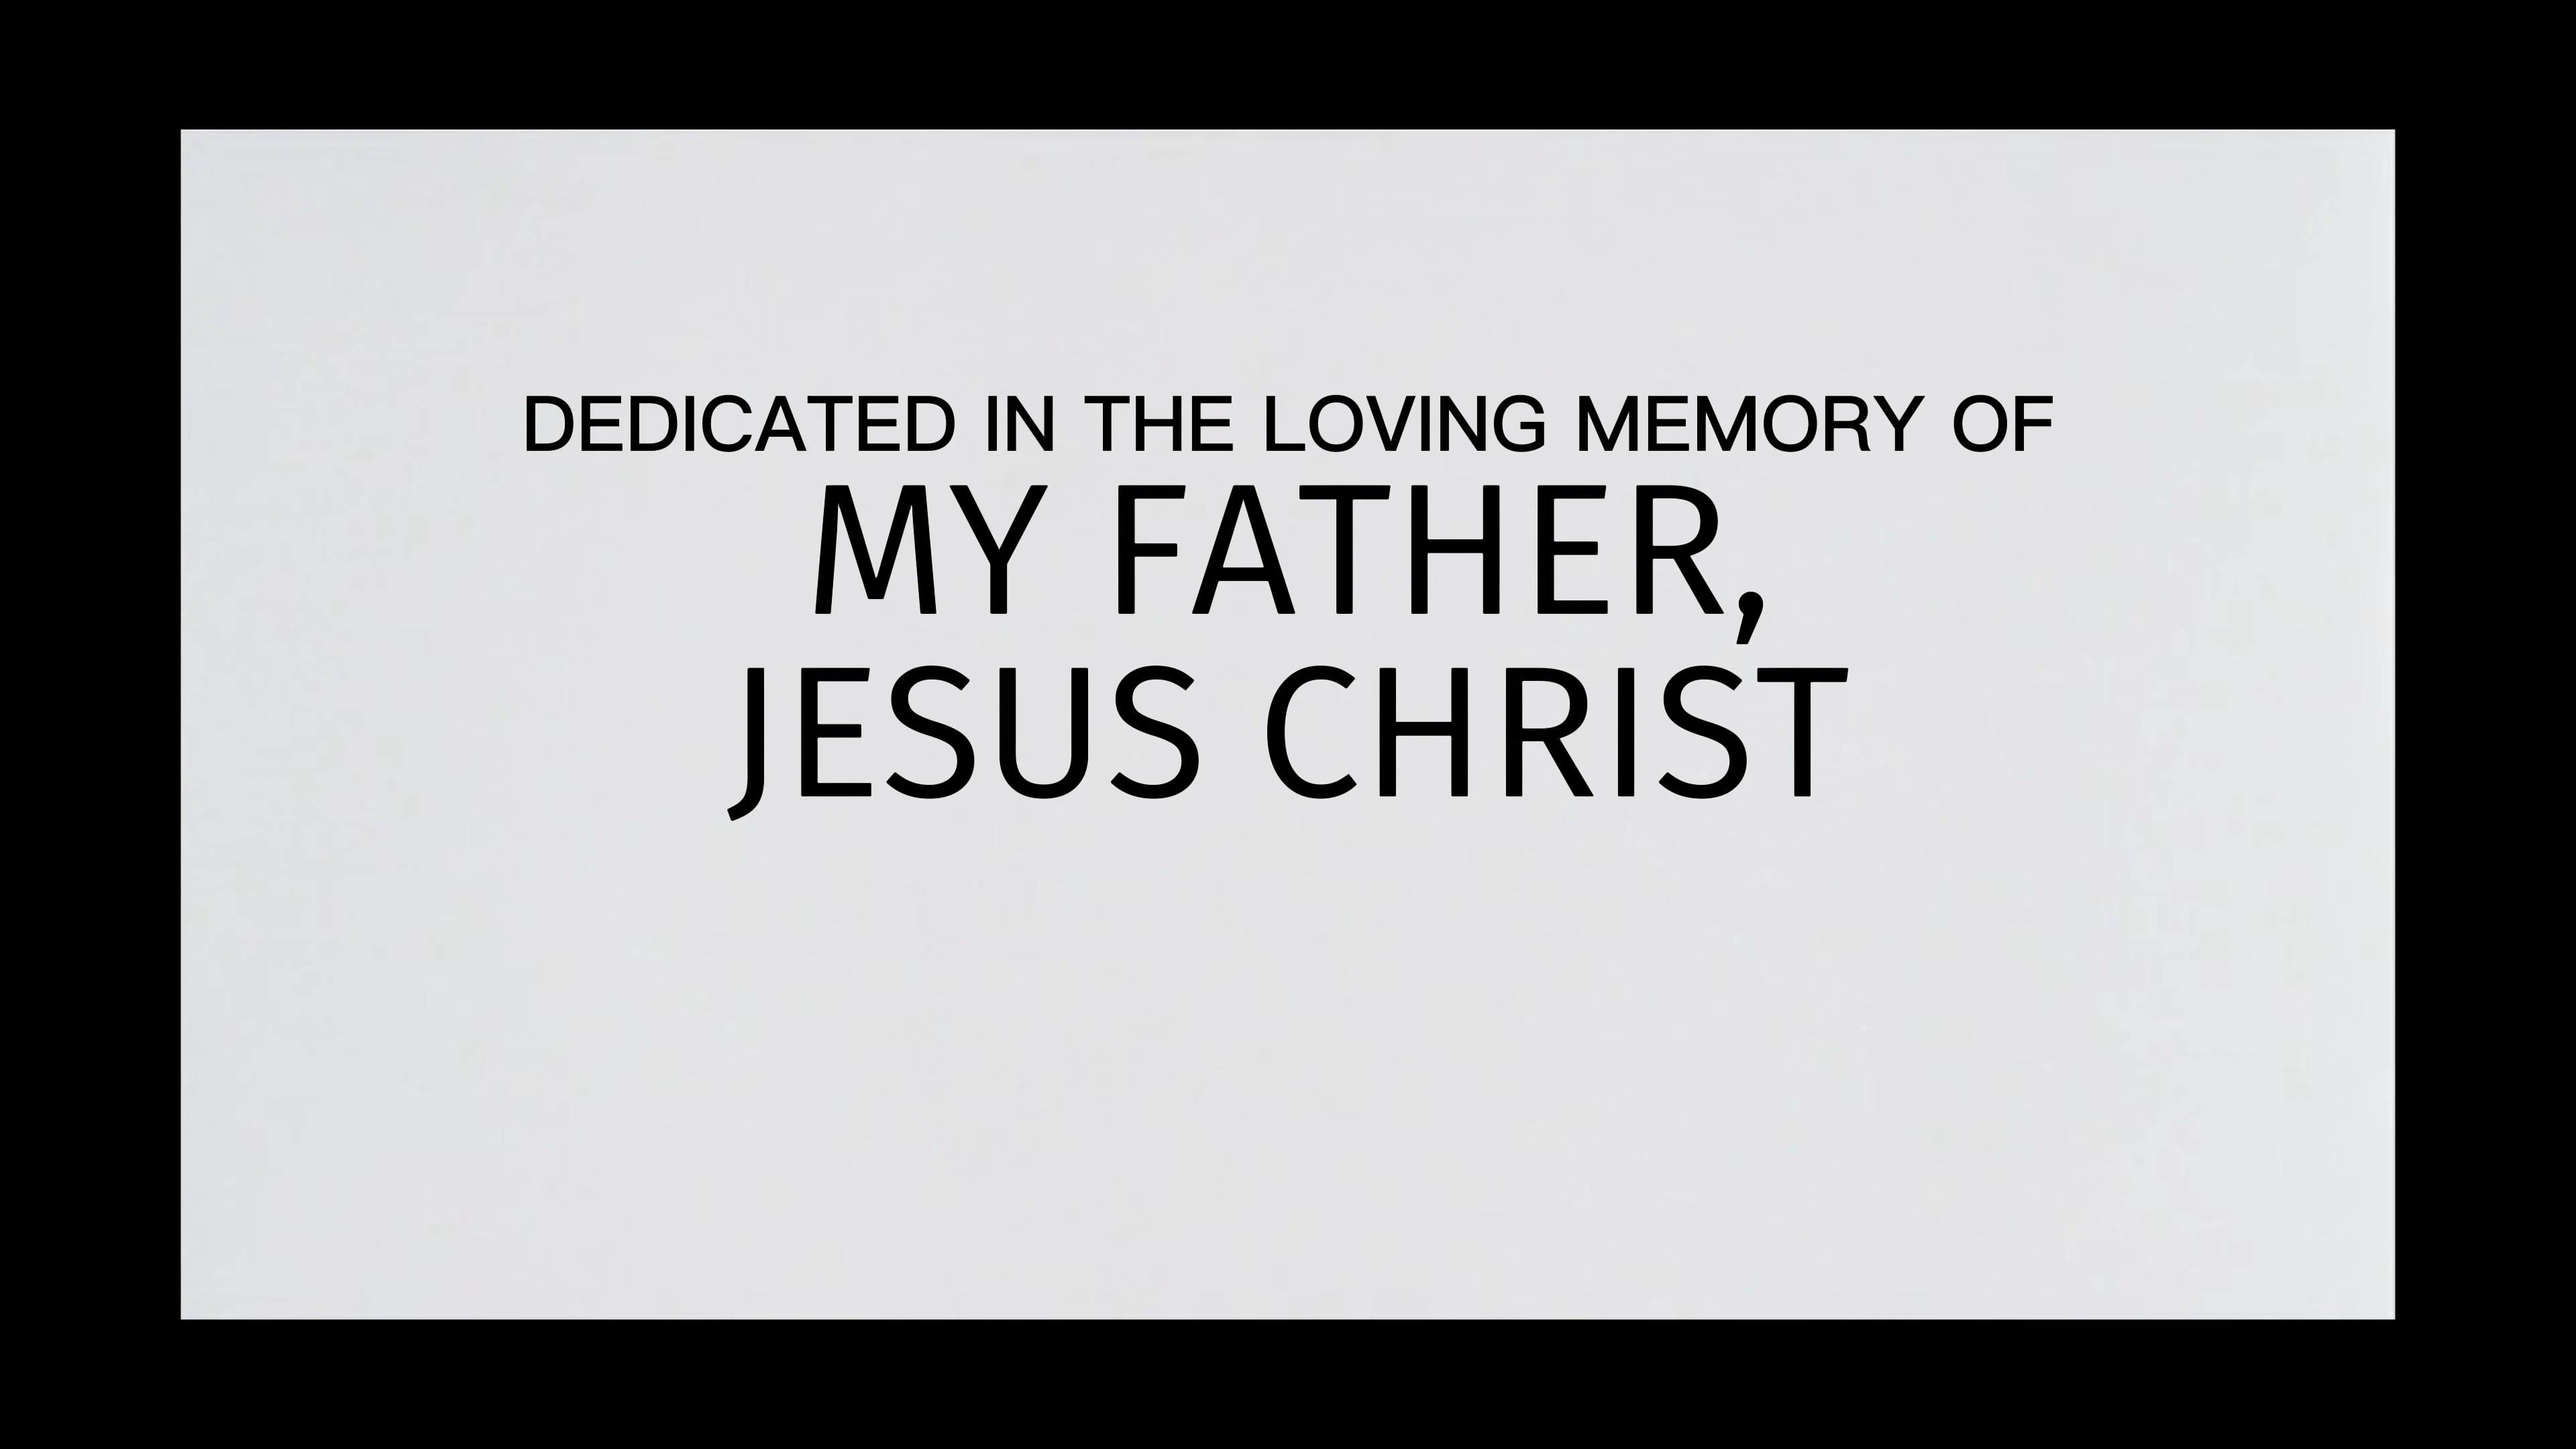 DEDICATED IN THE LOVING MEMORY OF
MY FATHER,
JESUS CHRIST